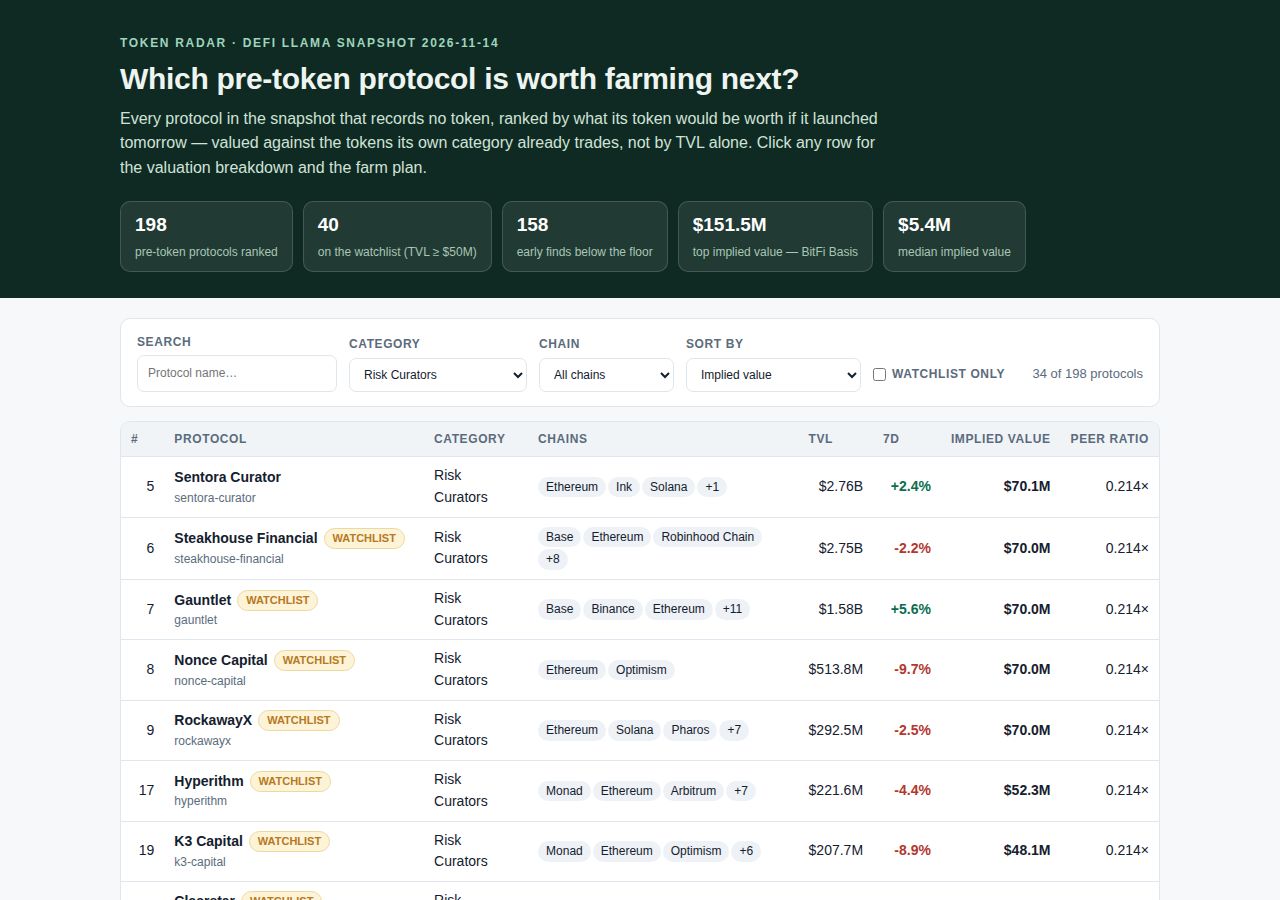 TOKEN RADAR · DEFI LLAMA SNAPSHOT 2026-11-14
Which pre-token protocol is worth farming next?
Every protocol in the snapshot that records no token, ranked by what its token would be worth if it launched
tomorrow — valued against the tokens its own category already trades, not by TVL alone. Click any row for
the valuation breakdown and the farm plan.
198 40 158 $151.5M $5.4M
pre-token protocols ranked on the watchlist (TVL ≥ $50M) early finds below the floor top implied value — BitFi Basis median implied value
SEARCH CATEGORY CHAIN SORT BY
Protocol name… Risk Curators All chains Implied value WATCHLIST ONLY 34 of 198 protocols
# PROTOCOL CATEGORY CHAINS TVL 7D IMPLIED VALUE PEER RATIO
5 Sentora Curator Risk Curators Ethereum Ink Solana +1 $2.76B +2.4% $70.1M 0.214×
sentora-curator
6 Steakhouse Financial WATCHLIST Risk Curators Base Ethereum Robinhood Chain +8 $2.75B -2.2% $70.0M 0.214×
steakhouse-financial
7 Gauntlet WATCHLIST Risk Curators Base Binance Ethereum +11 $1.58B +5.6% $70.0M 0.214×
gauntlet
8 Nonce Capital WATCHLIST Risk Curators Ethereum Optimism $513.8M -9.7% $70.0M 0.214×
nonce-capital
9 RockawayX WATCHLIST Risk Curators Ethereum Solana Pharos +7 $292.5M -2.5% $70.0M 0.214×
rockawayx
17 Hyperithm WATCHLIST Risk Curators Monad Ethereum Arbitrum +7 $221.6M -4.4% $52.3M 0.214×
hyperithm
19 K3 Capital WATCHLIST Risk Curators Monad Ethereum Optimism +6 $207.7M -8.9% $48.1M 0.214×
k3-capital
WATCHLIST Risk